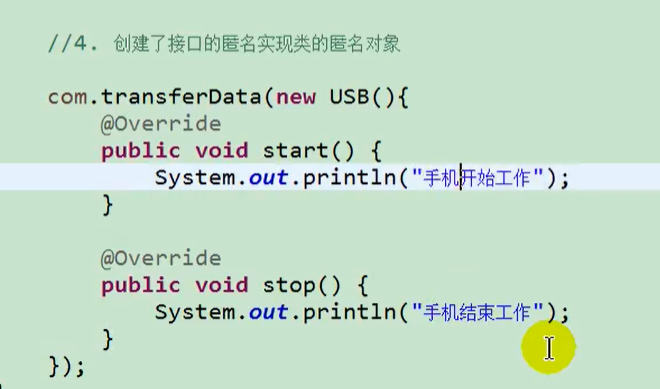 //4. 创建了接口的匿名实现类的匿名对象
com.transferData(new USB(){
@Override
public void start() {
System.out.println("手机开始工作");
}
@Override
public void stop() {
System.out.println("手机结束工作");
}
});